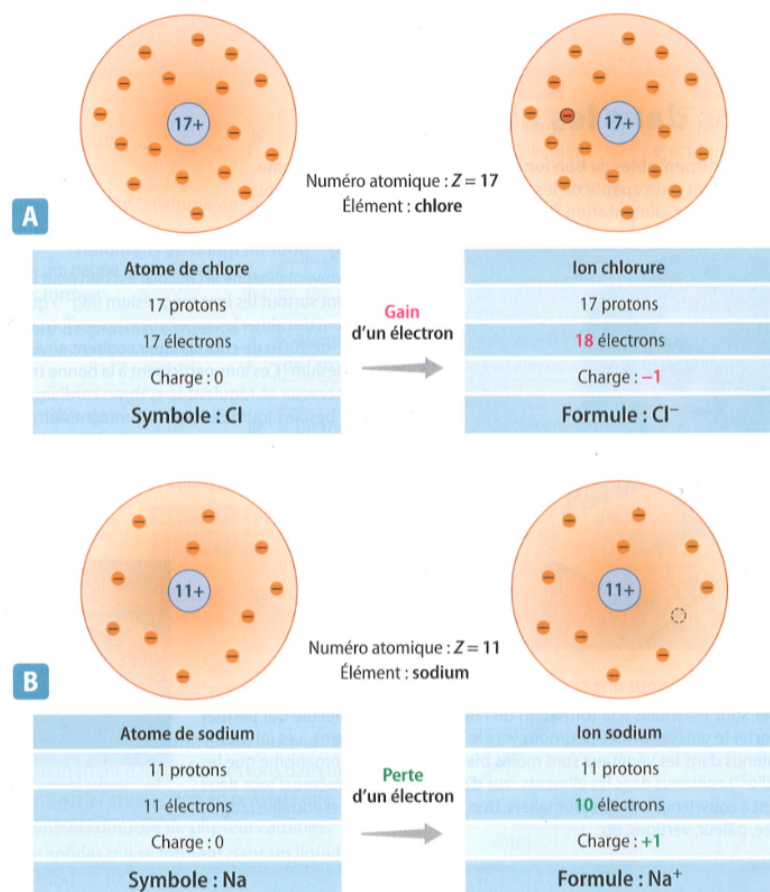 17+
17+
Numéro atomique : Z = 17
Élément : chlore
A
Atome de chlore
17 protons
17 électrons
Charge : 0
Symbole : Cl
Gain
d'un électron
Ion chlorure
17 protons
18 électrons
Charge : −1
Formule : Cl⁻
11+
11+
Numéro atomique : Z = 11
Élément : sodium
B
Atome de sodium
11 protons
11 électrons
Charge : 0
Symbole : Na
Perte
d'un électron
Ion sodium
11 protons
10 électrons
Charge : +1
Formule : Na⁺